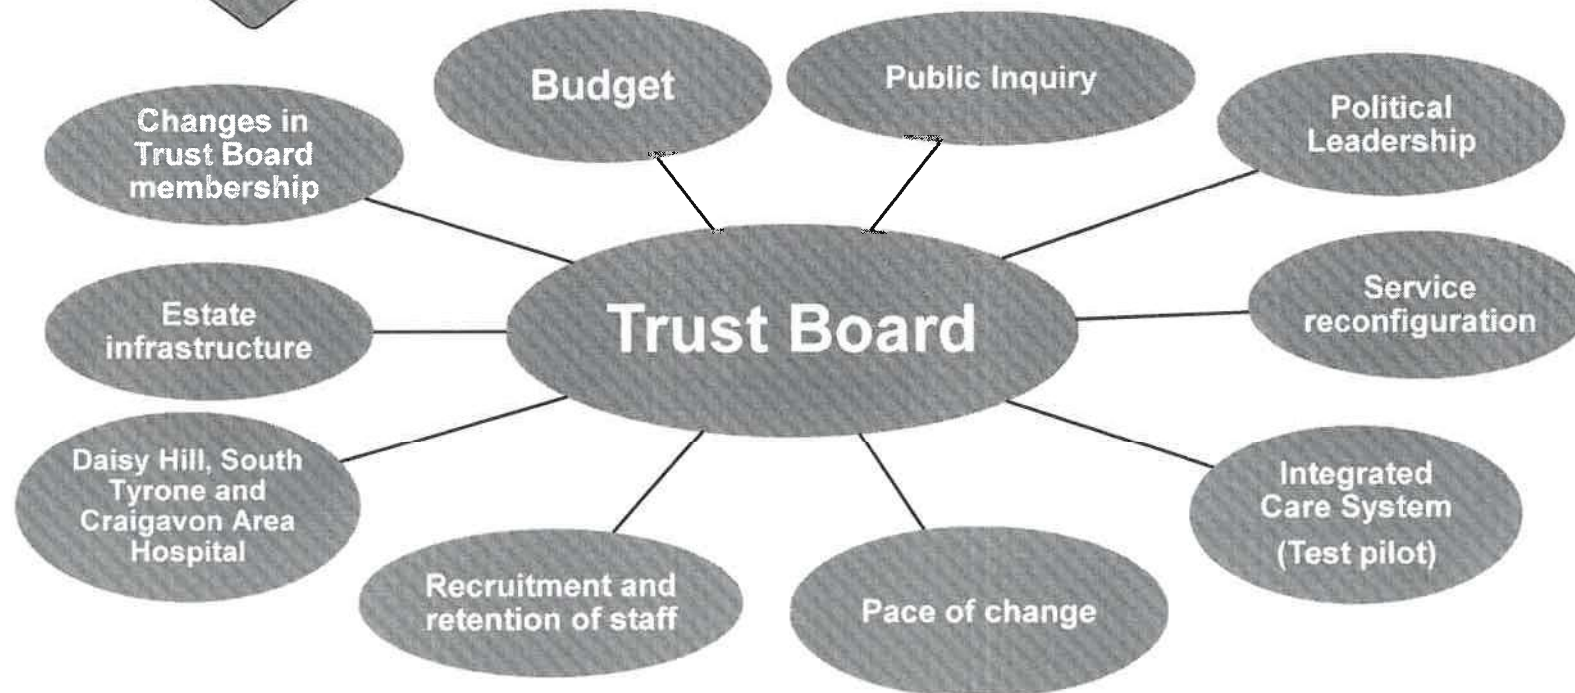 Budget
Public Inquiry
Changes in
Trust Board
membership
Political
Leadership
Estate
infrastructure
Trust Board
Service
reconfiguration
Daisy Hill, South
Tyrone and
Craigavon Area
Hospital
Integrated
Care System
(Test pilot)
Recruitment and
retention of staff
Pace of change